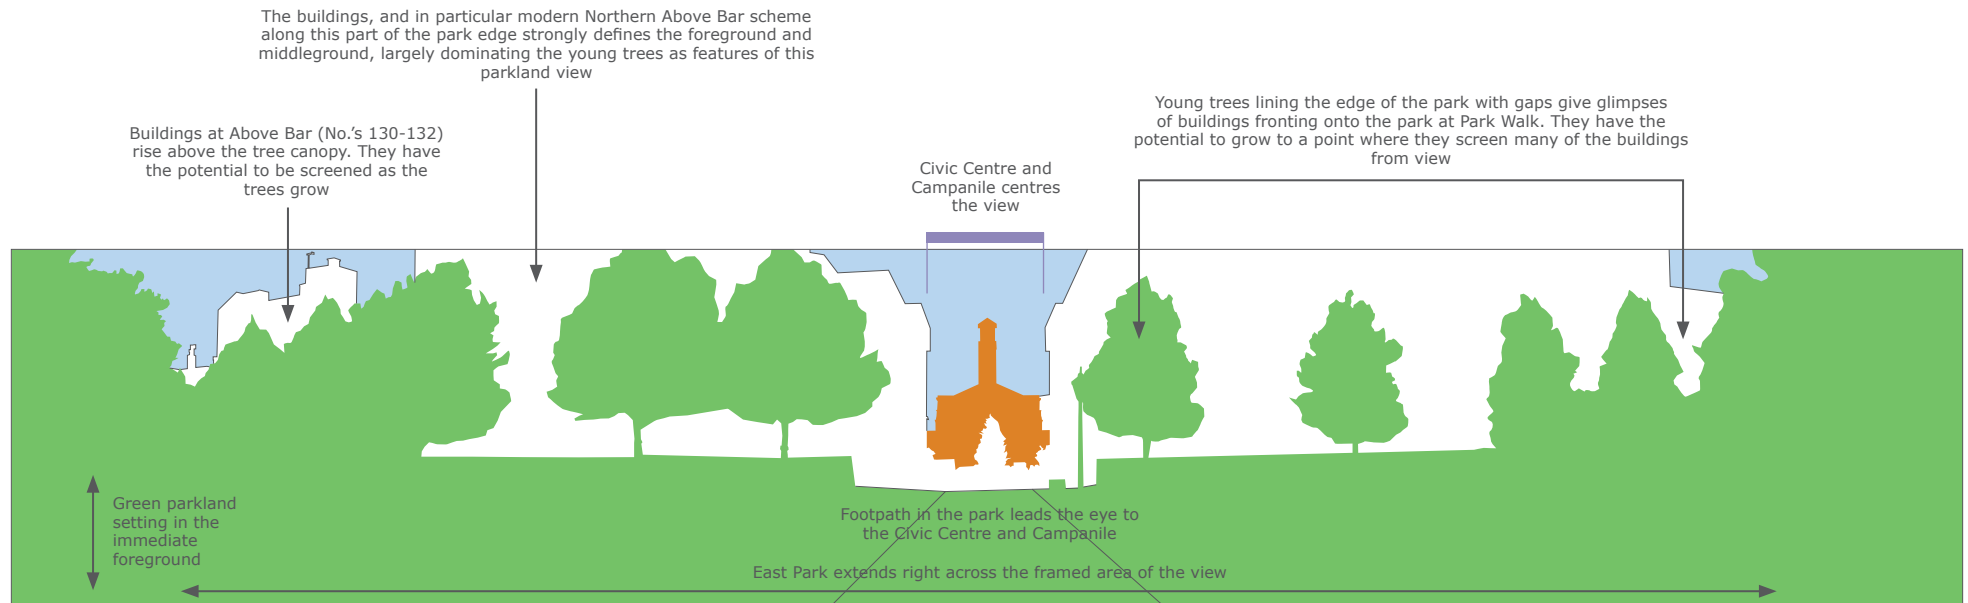 The buildings, and in particular modern Northern Above Bar scheme
along this part of the park edge strongly defines the foreground and
middleground, largely dominating the young trees as features of this
parkland view
Buildings at Above Bar (No.'s 130-132)
rise above the tree canopy. They have
the potential to be screened as the
trees grow
Civic Centre and
Campanile centres
the view
Young trees lining the edge of the park with gaps give glimpses
of buildings fronting onto the park at Park Walk. They have the
potential to grow to a point where they screen many of the buildings
from view
Green parkland
setting in the
immediate
foreground
Footpath in the park leads the eye to
the Civic Centre and Campanile
East Park extends right across the framed area of the view